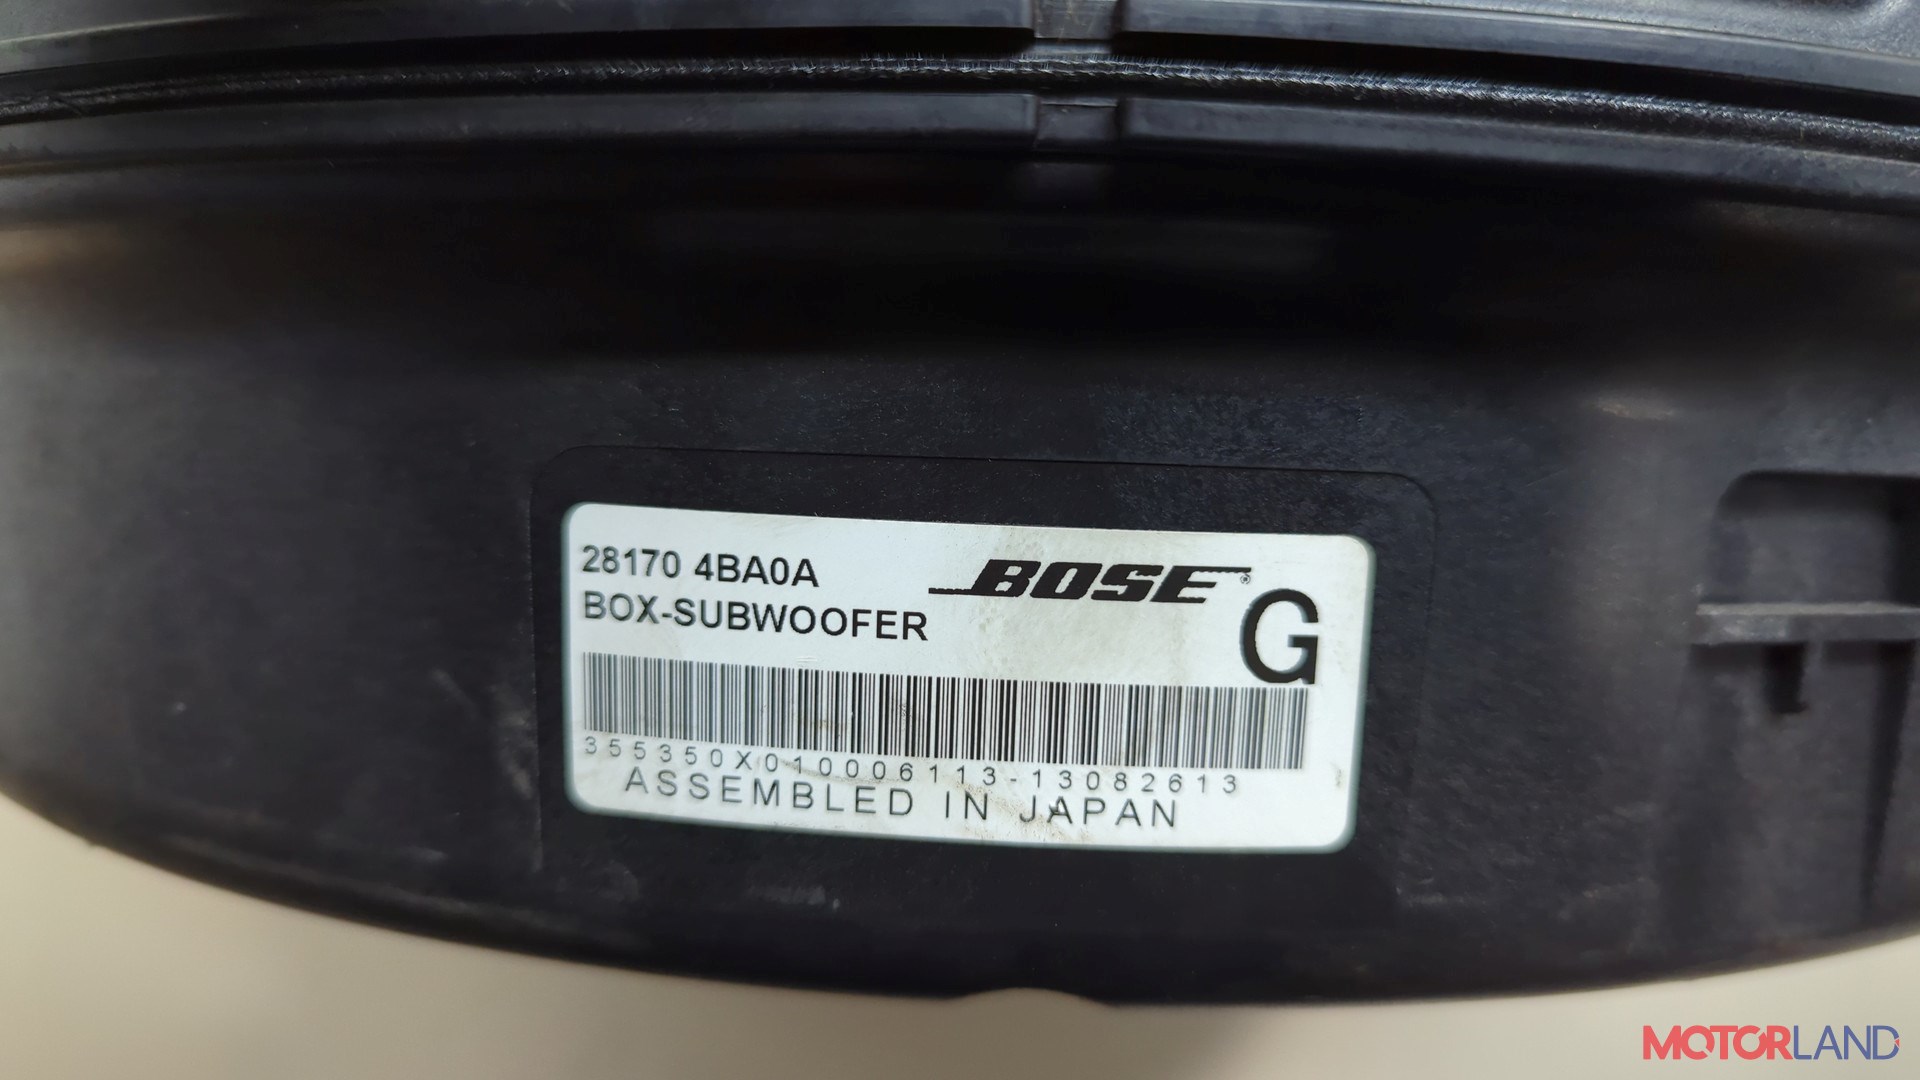 28170 4BA0A
BOX-SUBWOOFER
BOSE®
G
355350X010006113-13082613
ASSEMBLED IN JAPAN
MOTORLAND